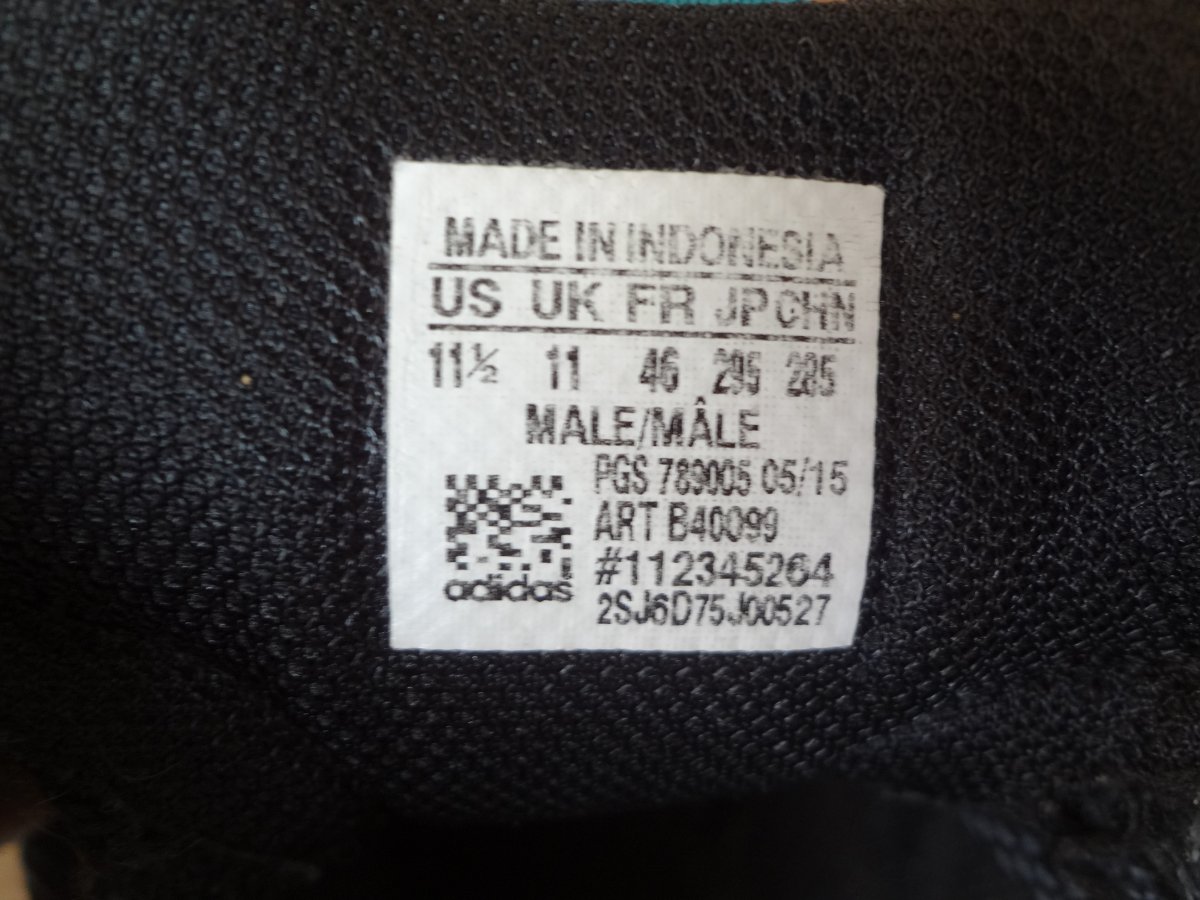 MADE IN INDONESIA
US UK FR JP CHN
11½ 11 46 295 285
MALE/MÂLE
PGS 789005 05/15
ART B40099
#112345264
adidas
2SJ6D75J00527